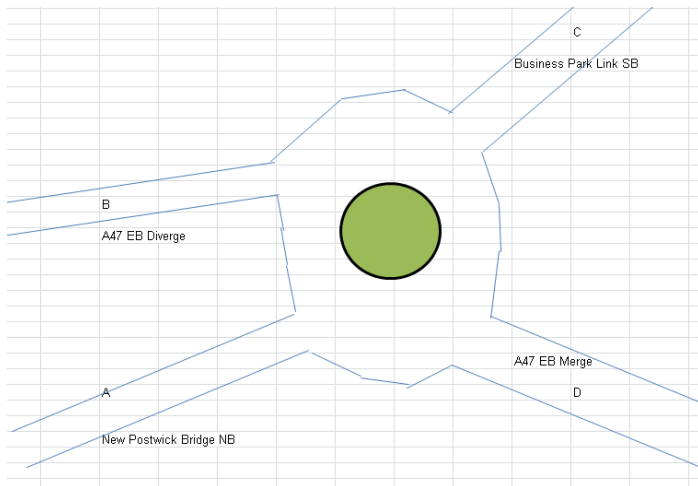 C
Business Park Link SB
B
A47 EB Diverge
A47 EB Merge
A
D
New Postwick Bridge NB